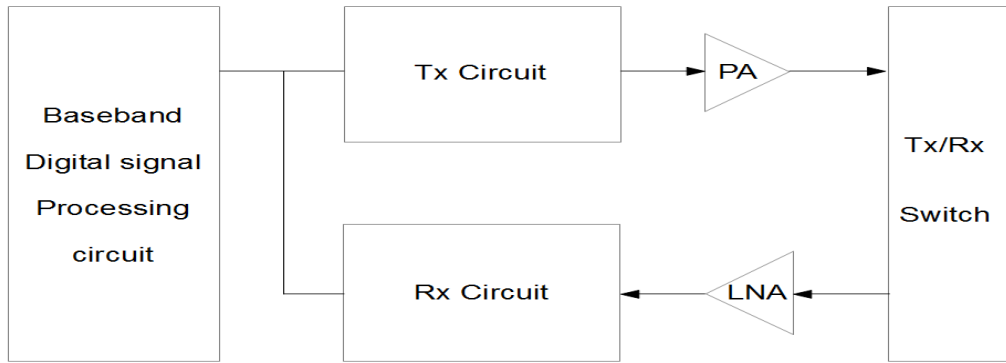 Baseband
Digital signal
Processing
circuit
Tx Circuit
PA
Tx/Rx
Switch
Rx Circuit
LNA